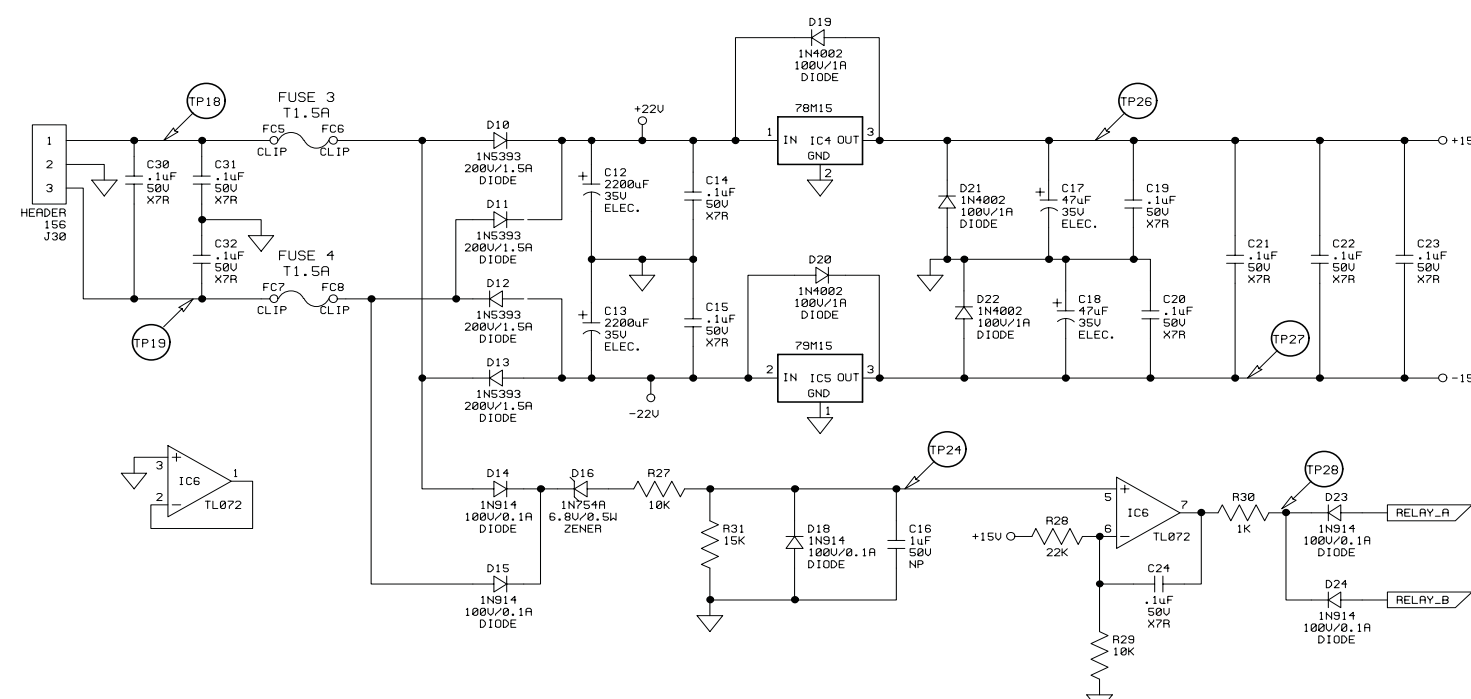 D19
1N4002
100V/1A
DIODE
TP18
FUSE 3
T1.5A
FC5
FC6
CLIP
CLIP
+22V
78M15
TP26
1
2
3
HEADER
156
J30
C30
.1uF
50V
X7R
C31
.1uF
50V
X7R
D10
1N5393
200V/1.5A
DIODE
C12
2200uF
35V
ELEC.
+
C14
.1uF
50V
X7R
1
IN
IC4
OUT
3
GND
2
+15
D21
1N4002
100V/1A
DIODE
+
C17
47uF
35V
ELEC.
C19
.1uF
50V
X7R
D11
1N5393
200V/1.5A
DIODE
C32
.1uF
50V
X7R
FUSE 4
T1.5A
FC7
FC8
CLIP
CLIP
TP19
D20
1N4002
100V/1A
DIODE
C21
.1uF
50V
X7R
C22
.1uF
50V
X7R
C23
.1uF
50V
X7R
D12
1N5393
200V/1.5A
DIODE
+
C13
2200uF
35V
ELEC.
C15
.1uF
50V
X7R
D22
1N4002
100V/1A
DIODE
+
C18
47uF
35V
ELEC.
C20
.1uF
50V
X7R
TP27
D13
1N5393
200V/1.5A
DIODE
-22V
79M15
2
IN
IC5
OUT
3
GND
1
-15
3
+
2
-
IC6
1
TL072
D14
1N914
100V/0.1A
DIODE
D16
1N754A
6.8V/0.5W
ZENER
R27
10K
TP24
R31
15K
D18
1N914
100V/0.1A
DIODE
C16
1uF
50V
NP
D15
1N914
100V/0.1A
DIODE
+15V
R28
22K
5
+
6
-
IC6
7
TL072
R30
1K
TP28
D23
1N914
100V/0.1A
DIODE
RELAY_A
C24
.1uF
50V
X7R
D24
1N914
100V/0.1A
DIODE
RELAY_B
R29
10K